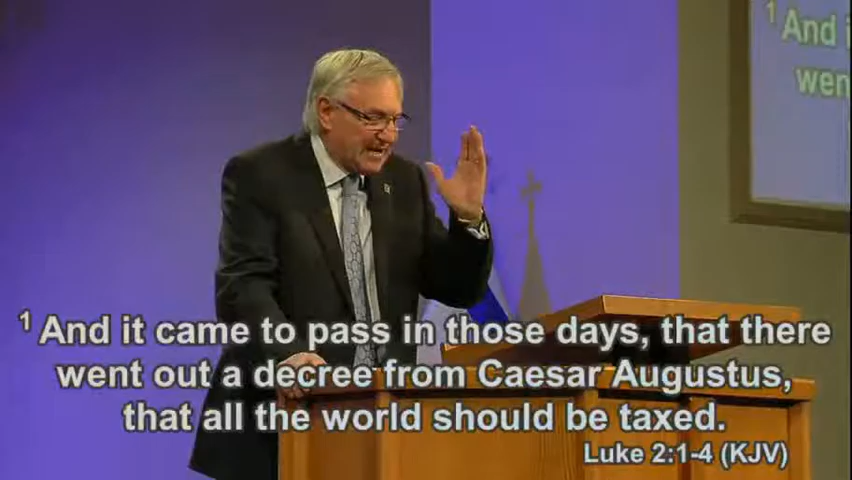 1 And i
wen
1 And it came to pass in those days, that there
went out a decree from Caesar Augustus,
that all the world should be taxed.
Luke 2:1-4 (KJV)